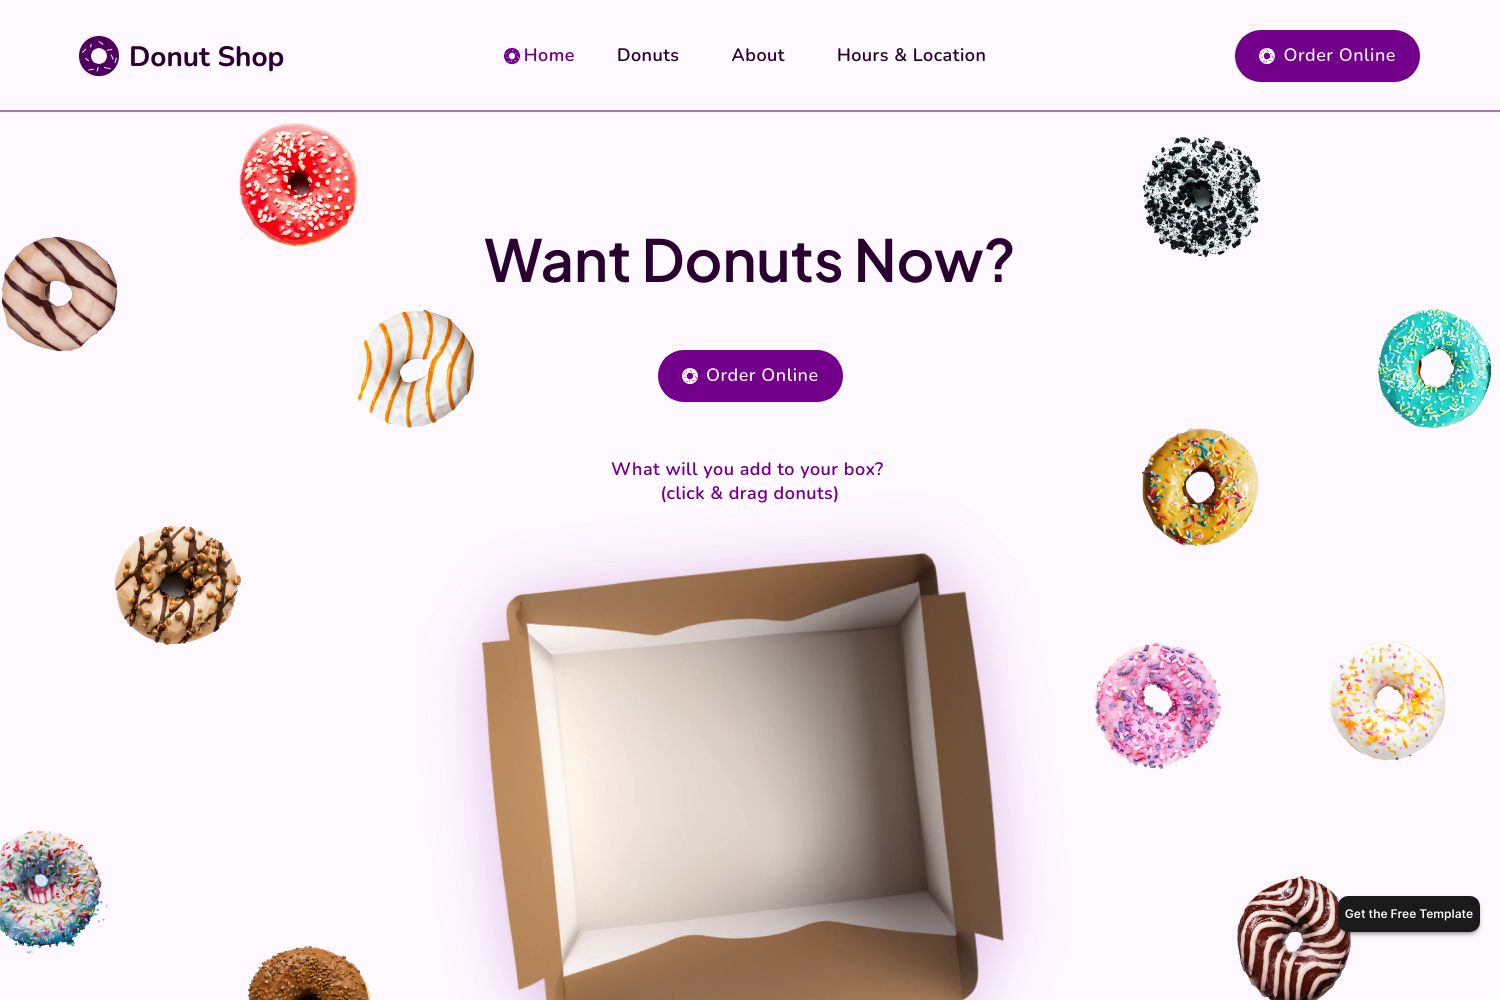 Donut Shop
Home
Donuts
About
Hours & Location
Order Online
Want Donuts Now?
Order Online
What will you add to your box?
(click & drag donuts)
Get the Free Template